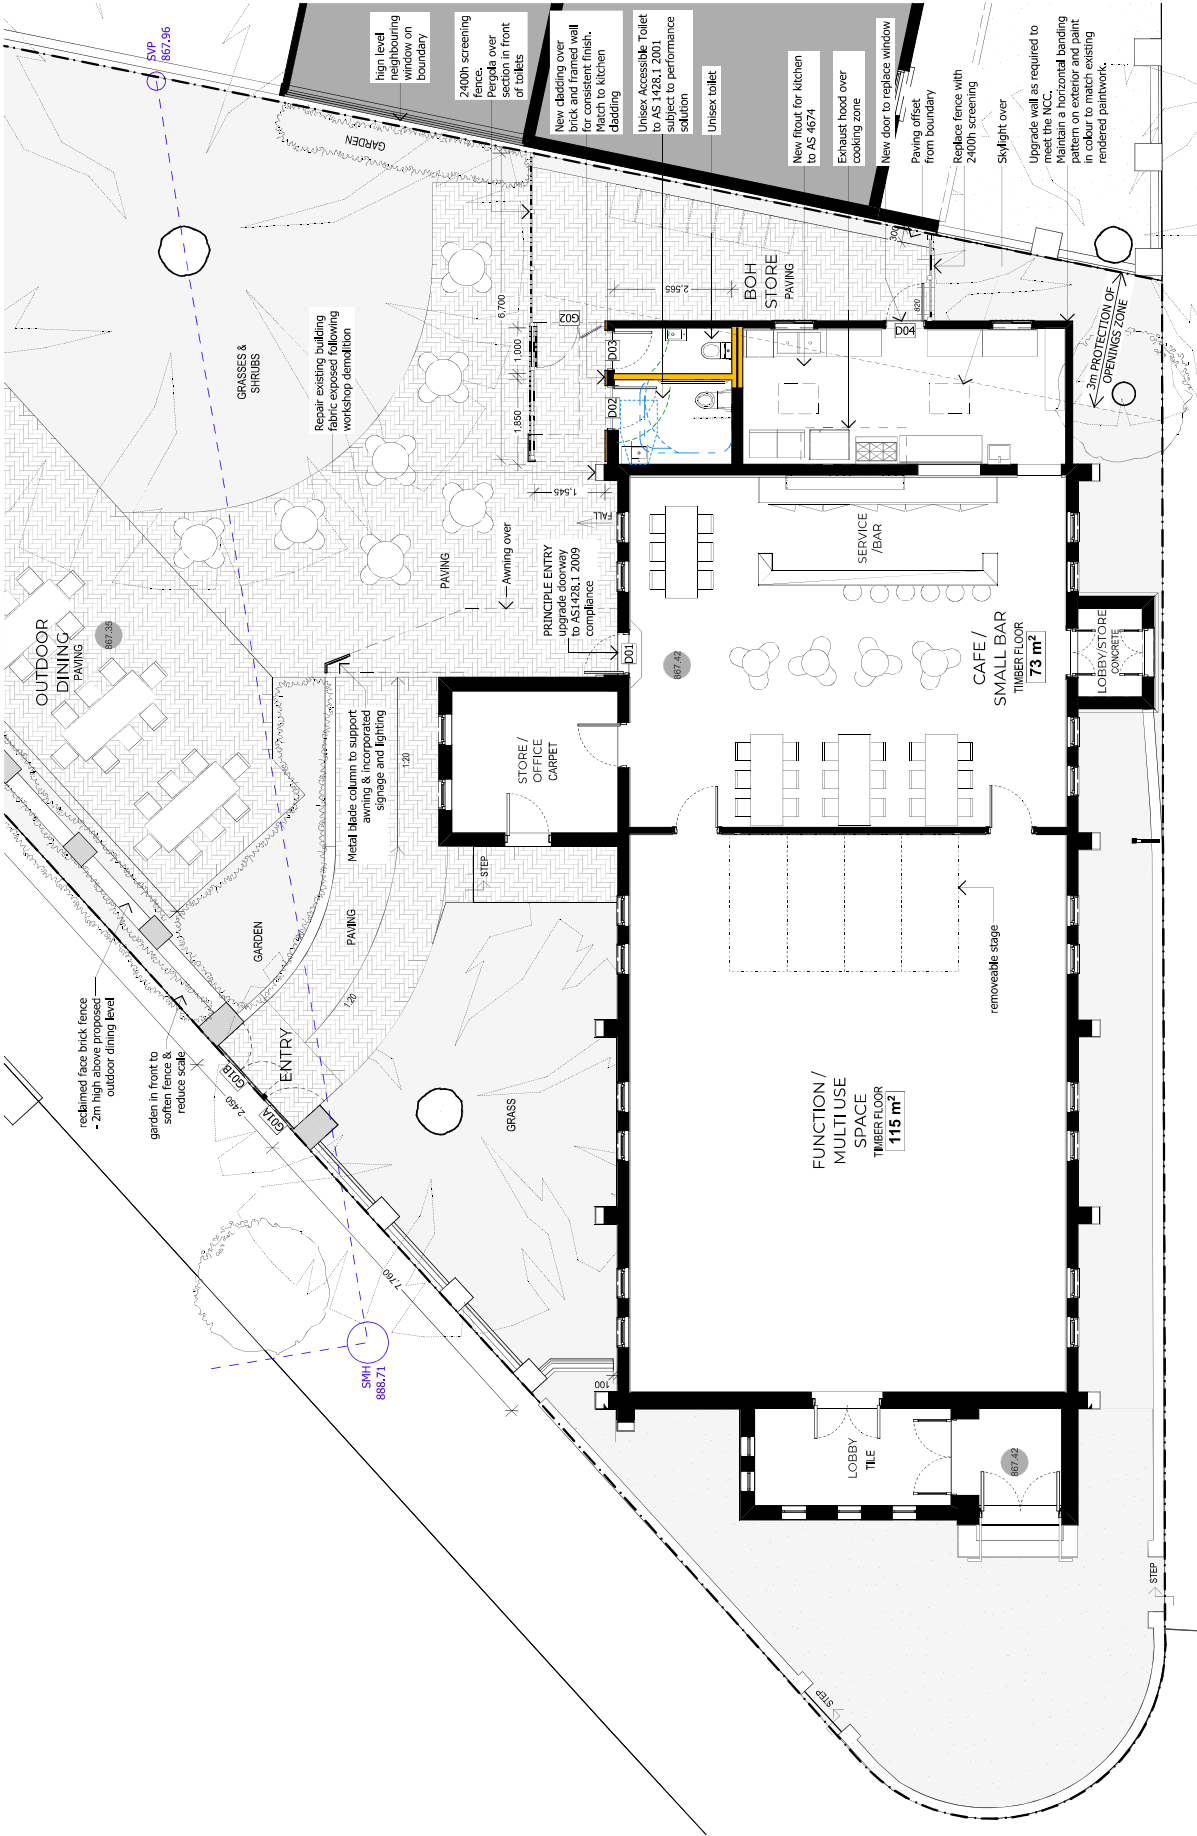 SVP
867.96
high level
neighbouring
window on
boundary
2400h screening
fence.
Pergola over
section in front
of toilets
New cladding over
brick and framed wall
for consistent finish.
Match to kitchen
cladding
Unisex Accessible Toilet
to AS 1428.1 2001
subject to performance
solution
Unisex toilet
New fitout for kitchen
to AS 4674
Exhaust hood over
cooking zone
New door to replace window
Paving offset
from boundary
Replace fence with
2400h screening
Skylight over
Upgrade wall as required to
meet the NCC.
Maintain a horizontal banding
pattern on exterior and paint
in colour to match existing
rendered paintwork.
GARDEN
GRASSES &
SHRUBS
Repair existing building
fabric exposed following
workshop demolition
6,700
1,000
1,850
1,545
2,565
300
820
G02
D03
D02
D04
BOH
STORE
PAVING
3m PROTECTION OF
OPENINGS ZONE
FALL
PAVING
Awning over
PRINCIPLE ENTRY
upgrade doorway
to AS1428.1 2009
compliance
D01
SERVICE
/BAR
OUTDOOR
DINING
PAVING
867.35
867.42
CAFE /
SMALL BAR
TIMBER FLOOR
73 m²
LOBBY/STORE
CONCRETE
Metal blade column to support
awning & incorporated
signage and lighting
1:20
STORE /
OFFICE
CARPET
STEP
GARDEN
PAVING
1:20
removeable stage
reclaimed face brick fence
- 2m high above proposed
outdoor dining level
garden in front to
soften fence &
reduce scale
ENTRY
G01B
G01A
2,450
GRASS
FUNCTION /
MULTI USE
SPACE
TIMBER FLOOR
115 m²
7,760
SMH
888.71
100
LOBBY
TILE
867.42
STEP
STEP